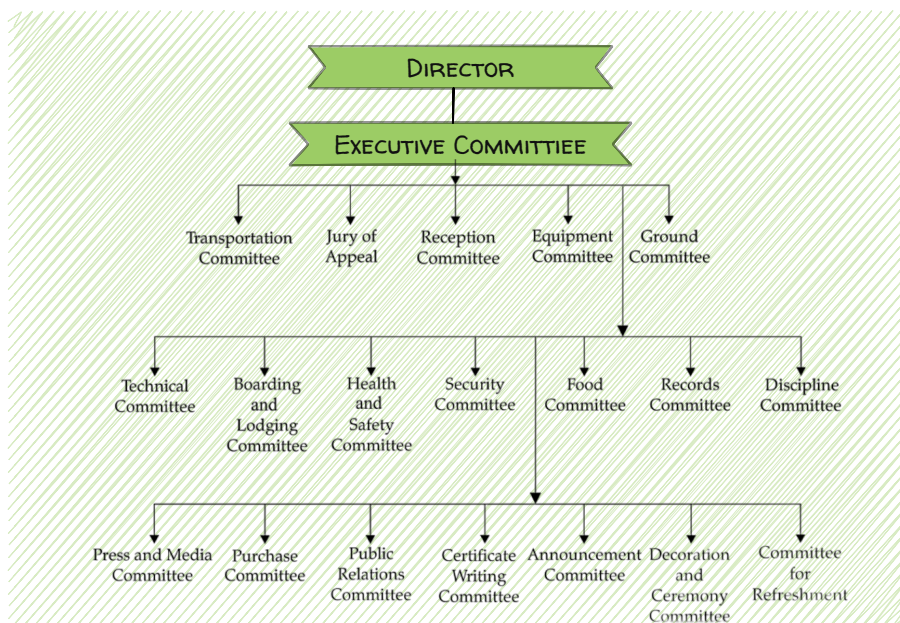 DIRECTOR
EXECUTIVE COMMITTIEE
Transportation
Committee
Jury of
Appeal
Reception
Committee
Equipment
Committee
Ground
Committee
Technical
Committee
Boarding
and
Lodging
Committee
Health
and
Safety
Committee
Security
Committee
Food
Committee
Records
Committee
Discipline
Committee
Press and Media
Committee
Purchase
Committee
Public
Relations
Committee
Certificate
Writing
Committee
Announcement
Committee
Decoration
and
Ceremony
Committee
Committee
for
Refreshment